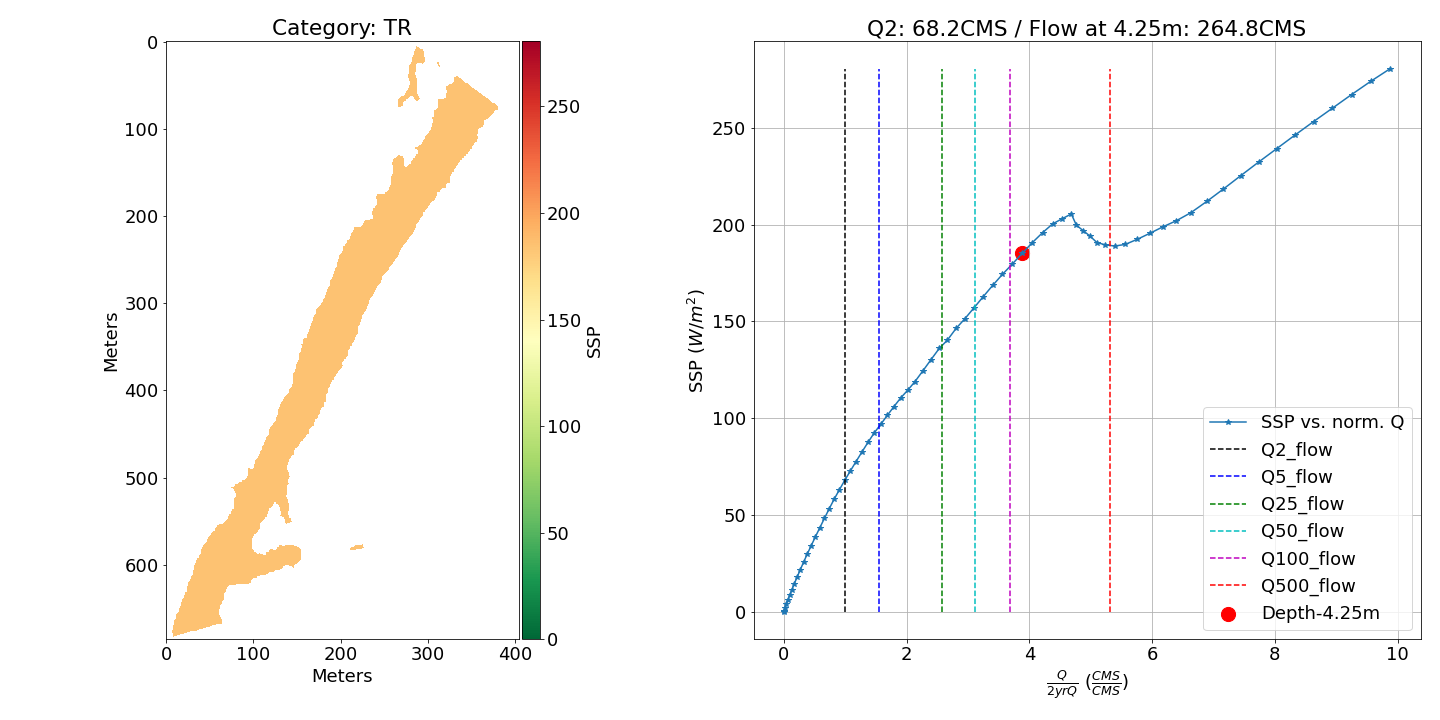 Category: TR
0
100
200
300
400
500
600
Meters
0
100
200
300
400
Meters
250
200
150
100
50
0
SSP
Q2: 68.2CMS / Flow at 4.25m: 264.8CMS
250
200
150
100
50
0
SSP (W/m²)
0
2
4
6
8
10
Q/2yrQ (CMS/CMS)
SSP vs. norm. Q
Q2_flow
Q5_flow
Q25_flow
Q50_flow
Q100_flow
Q500_flow
Depth-4.25m